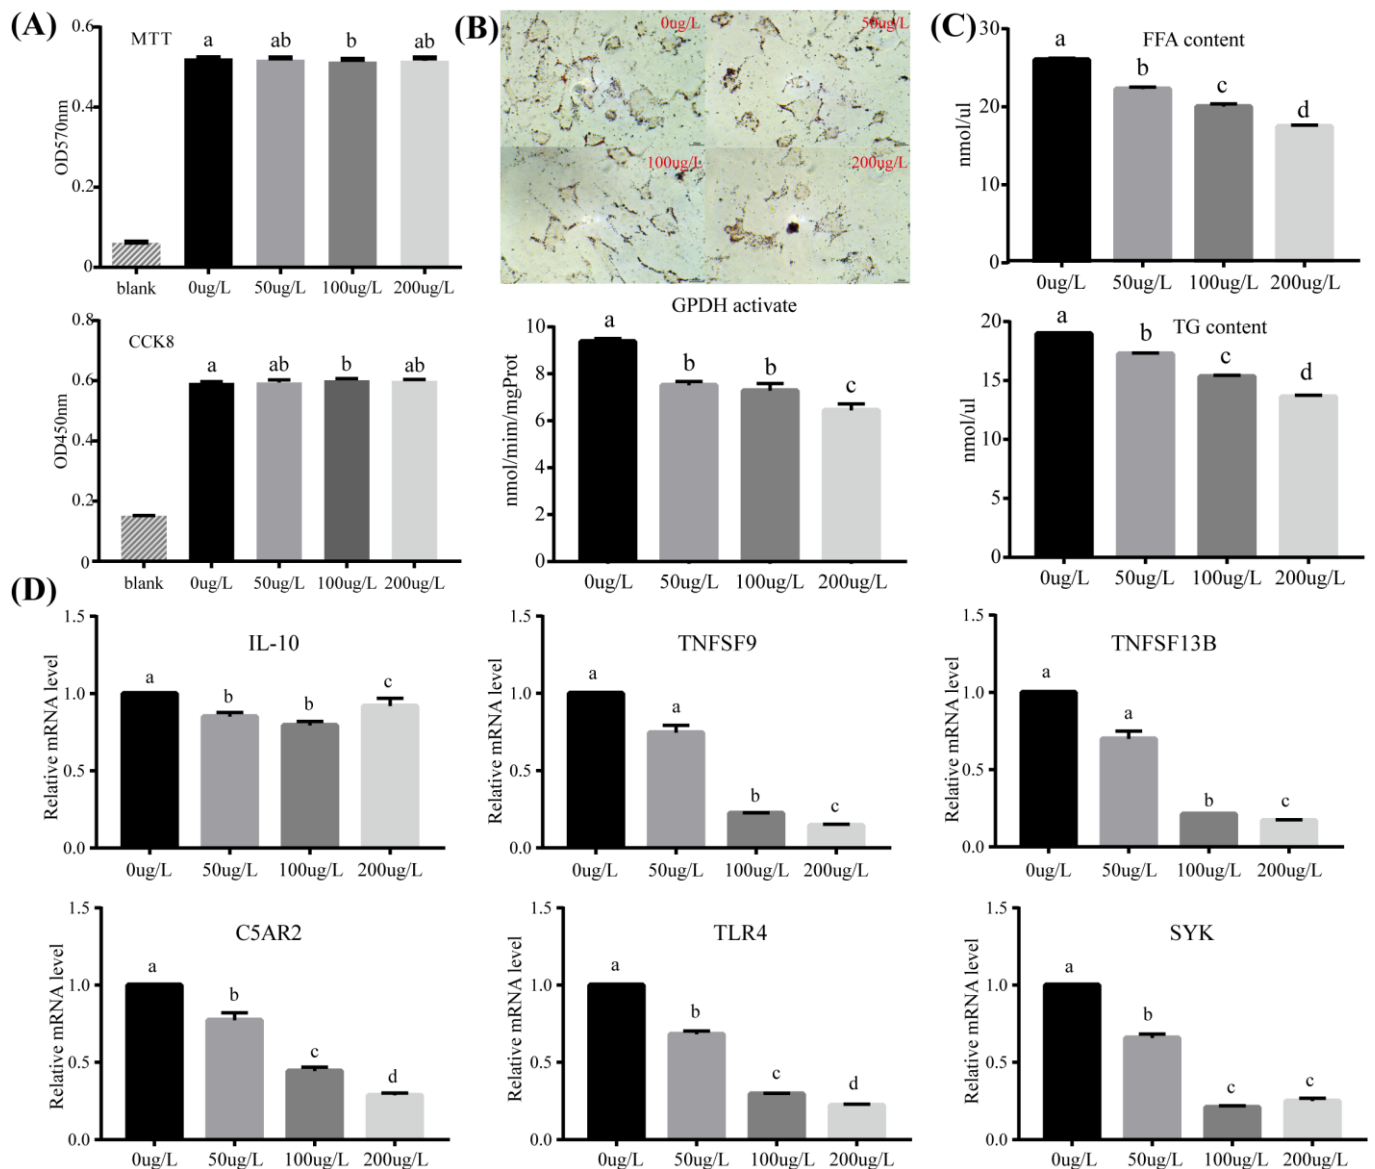 (A)
MTT
0.6
0.4
0.2
0
OD570nm
a
ab
b
ab
blank
0ug/L
50ug/L
100ug/L
200ug/L
CCK8
0.8
0.6
0.4
0.2
0
OD450nm
a
ab
b
ab
blank
0ug/L
50ug/L
100ug/L
200ug/L
(B)
0ug/L
50ug/L
100ug/L
200ug/L
GPDH activate
10
8
6
4
2
0
nmol/mim/mgProt
a
b
b
c
0ug/L
50ug/L
100ug/L
200ug/L
(C)
FFA content
30
20
10
0
nmol/ul
a
b
c
d
0ug/L
50ug/L
100ug/L
200ug/L
TG content
20
15
10
5
0
nmol/ul
a
b
c
d
0ug/L
50ug/L
100ug/L
200ug/L
(D)
IL-10
1.5
1.0
0.5
0.0
Relative mRNA level
a
b
b
c
0ug/L
50ug/L
100ug/L
200ug/L
TNFSF9
1.5
1.0
0.5
0.0
Relative mRNA level
a
a
b
c
0ug/L
50ug/L
100ug/L
200ug/L
TNFSF13B
1.5
1.0
0.5
0.0
Relative mRNA level
a
a
b
c
0ug/L
50ug/L
100ug/L
200ug/L
C5AR2
1.5
1.0
0.5
0.0
Relative mRNA level
a
b
c
d
0ug/L
50ug/L
100ug/L
200ug/L
TLR4
1.5
1.0
0.5
0.0
Relative mRNA level
a
b
c
d
0ug/L
50ug/L
100ug/L
200ug/L
SYK
1.5
1.0
0.5
0.0
Relative mRNA level
a
b
c
c
0ug/L
50ug/L
100ug/L
200ug/L